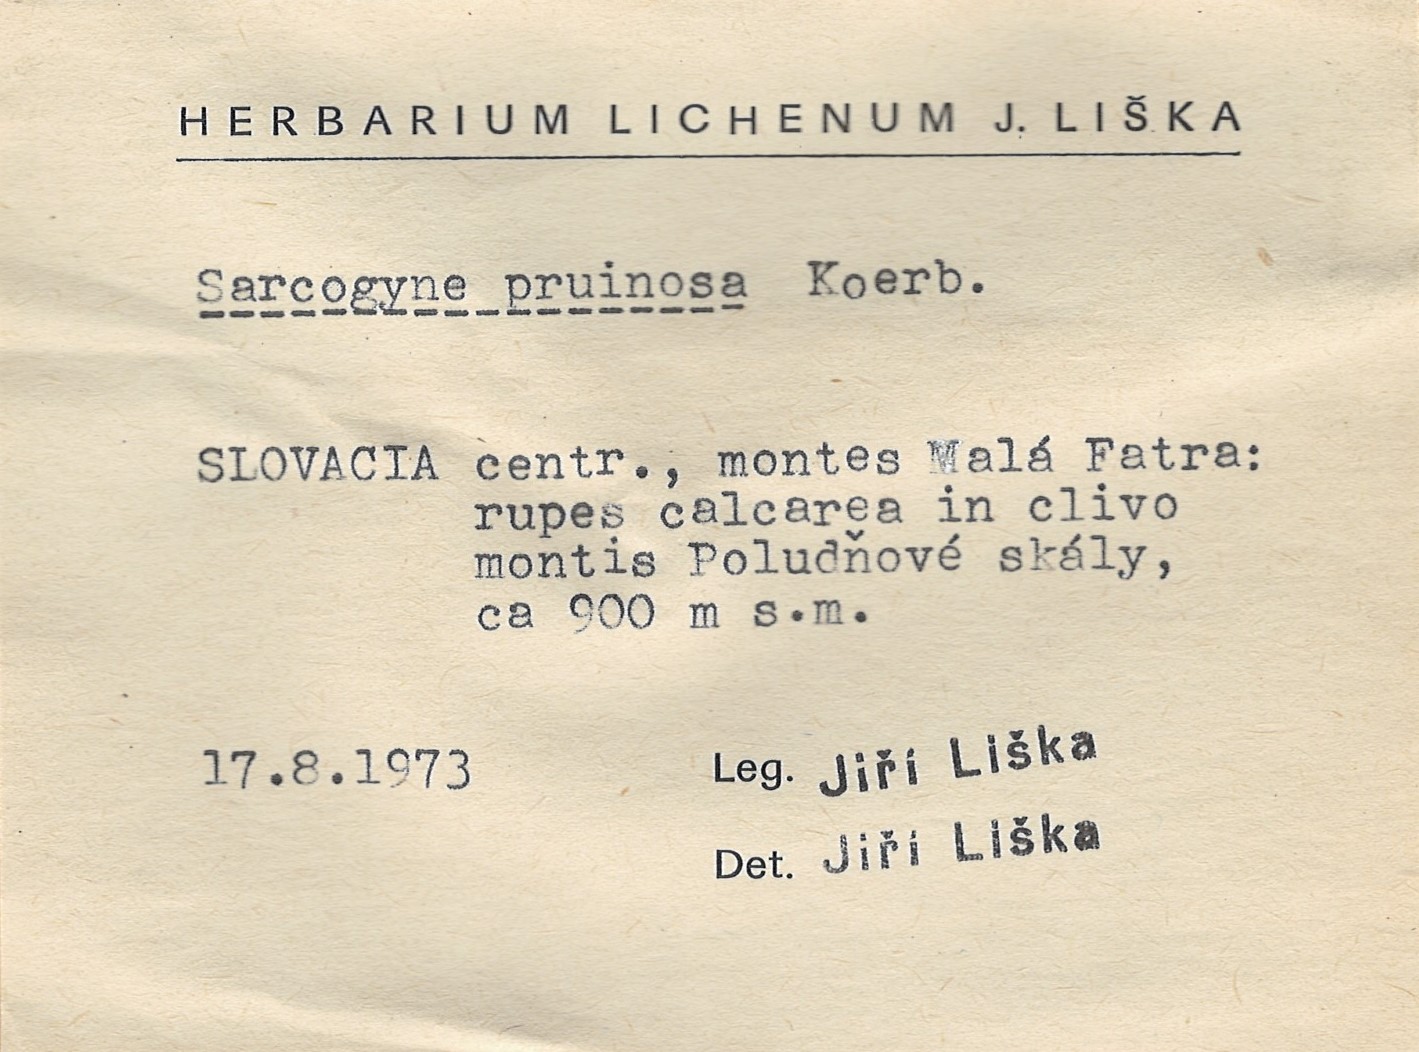 HERBARIUM LICHENUM J. LIŠKA
Sarcogyne pruinosa Koerb.
SLOVACIA centr., montes Malá Fatra:
rupes calcarea in clivo
montis Poludňové skály,
ca 900 m s.m.
17.8.1973 Leg. Jiří Liška
Det. Jiří Liška